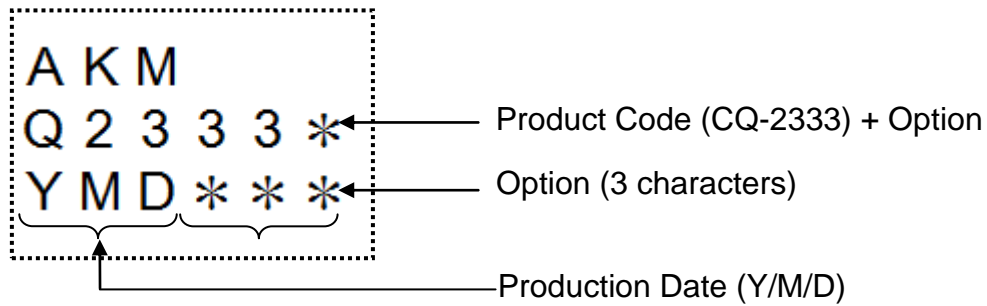 A K M
Q 2 3 3 3 * Product Code (CQ-2333) + Option
Y M D * * * Option (3 characters)
Production Date (Y/M/D)